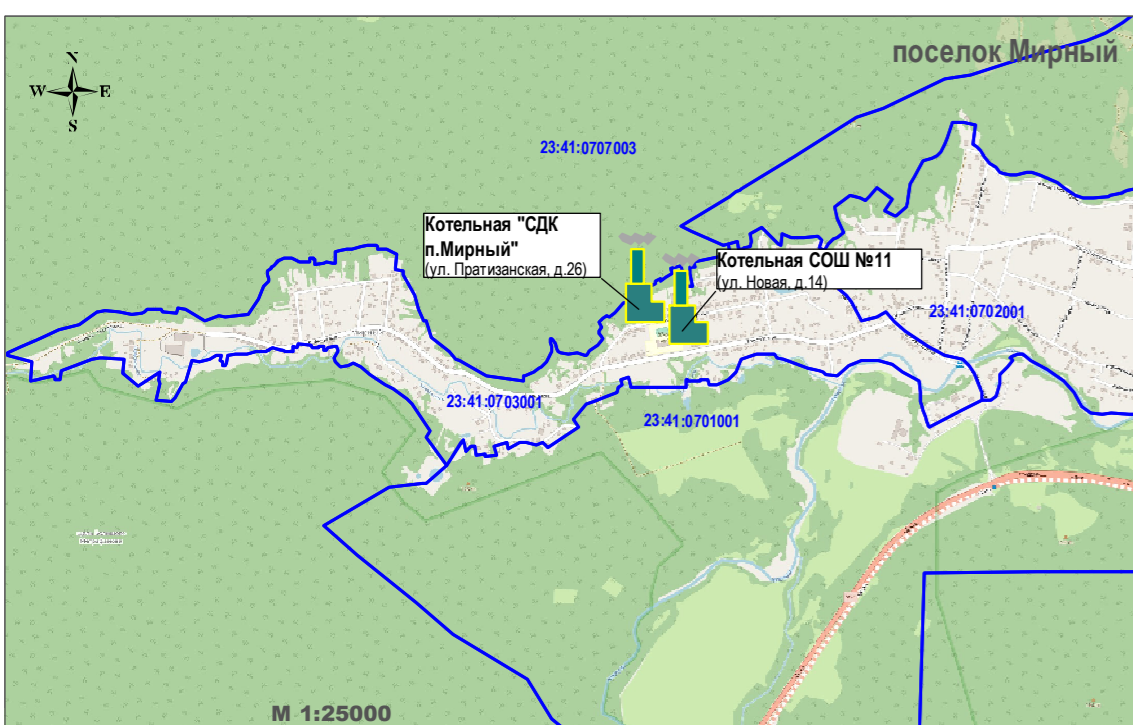 поселок Мирный
N
W E
S
23:41:0707003
Котельная "СДК
п.Мирный"
(ул. Пратизанская, д.26)
Котельная СОШ №11
(ул. Новая, д.14)
23:41:0702001
23:41:0703001
23:41:0701001
М 1:25000